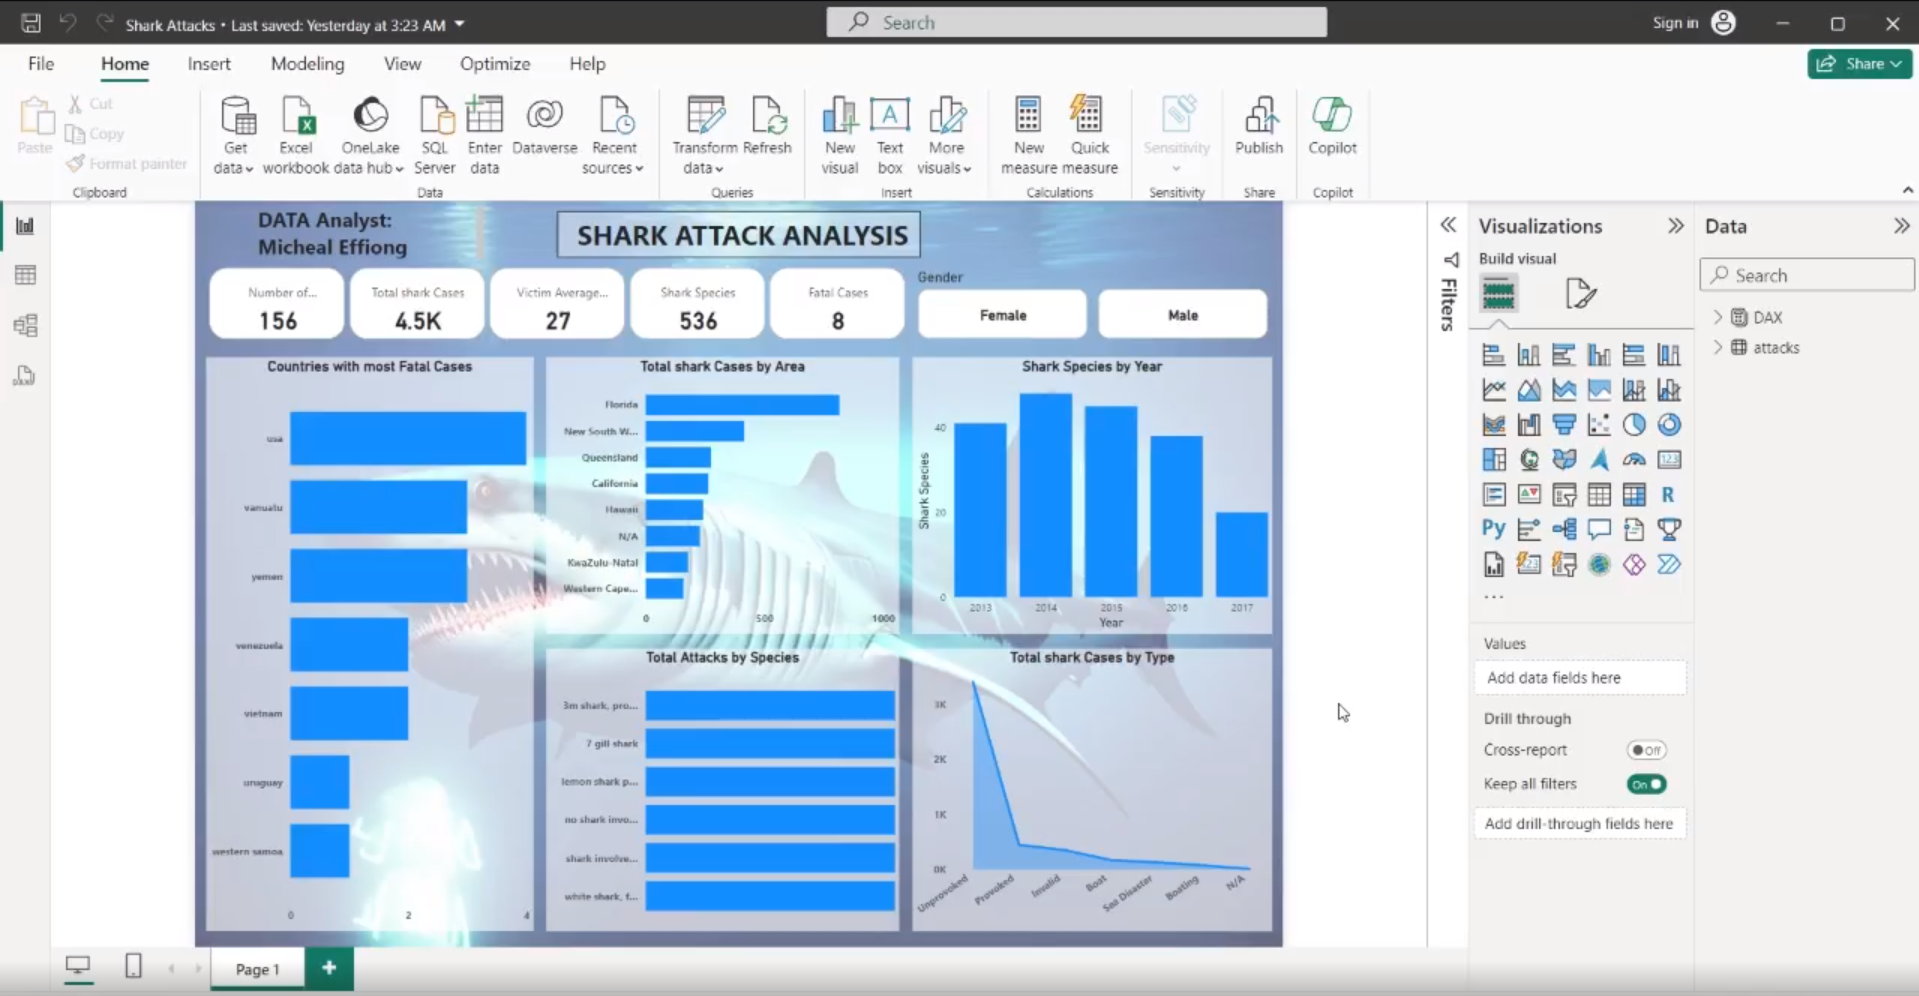 Shark Attacks • Last saved: Yesterday at 3:23 AM
Search
Sign in
File
Home
Insert
Modeling
View
Optimize
Help
Share
Paste
Cut
Copy
Format painter
Clipboard
Get data
Excel workbook
OneLake data hub
SQL Server
Enter data
Dataverse
Recent sources
Data
Transform data
Refresh
Queries
New visual
Text box
More visuals
Insert
New measure
Quick measure
Calculations
Sensitivity
Sensitivity
Publish
Share
Copilot
Copilot
DATA Analyst:
Micheal Effiong
SHARK ATTACK ANALYSIS
Number of...
156
Total shark Cases
4.5K
Victim Average...
27
Shark Species
536
Fatal Cases
8
Gender
Female
Male
Countries with most Fatal Cases
usa
vanuatu
yemen
venezuela
vietnam
uruguay
western samoa
0 2 4
Total shark Cases by Area
Florida
New South W...
Queensland
California
Hawaii
N/A
KwaZulu-Natal
Western Cape...
0 500 1000
Shark Species by Year
Shark Species
40
20
0
2013 2014 2015 2016 2017
Year
Total Attacks by Species
3m shark, pro...
7 gill shark
lemon shark p...
no shark invo...
shark involve...
white shark, f...
Total shark Cases by Type
3K
2K
1K
0K
Unprovoked Provoked Invalid Boat Sea Disaster Boating N/A
Filters
Visualizations
Build visual
123
R
Py
123
...
Values
Add data fields here
Drill through
Cross-report
Off
Keep all filters
On
Add drill-through fields here
Data
Search
DAX
attacks
Page 1
+